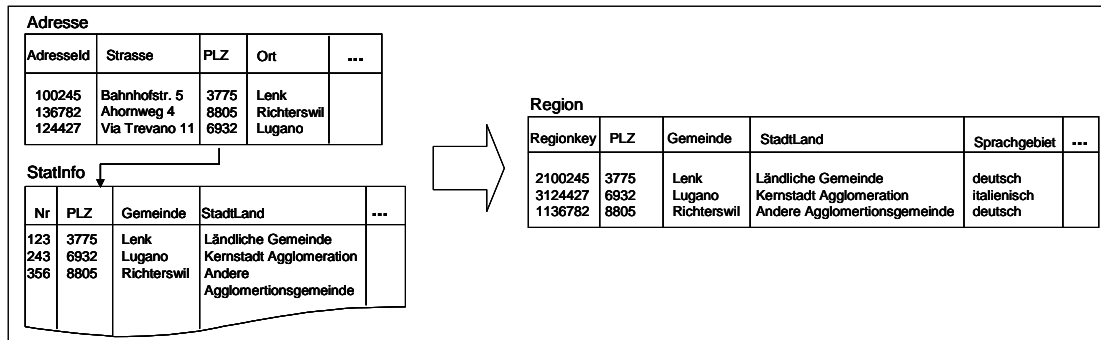 Adresse
AdresseId Strasse PLZ Ort ...
100245 Bahnhofstr. 5 3775 Lenk
136782 Ahornweg 4 8805 Richterswil
124427 Via Trevano 11 6932 Lugano
StatInfo
Nr PLZ Gemeinde StadtLand ...
123 3775 Lenk Ländliche Gemeinde
243 6932 Lugano Kernstadt Agglomeration
356 8805 Richterswil Andere
Agglomertionsgemeinde
Region
Regionkey PLZ Gemeinde StadtLand Sprachgebiet ...
2100245 3775 Lenk Ländliche Gemeinde deutsch
3124427 6932 Lugano Kernstadt Agglomeration italienisch
1136782 8805 Richterswil Andere Agglomertionsgemeinde deutsch